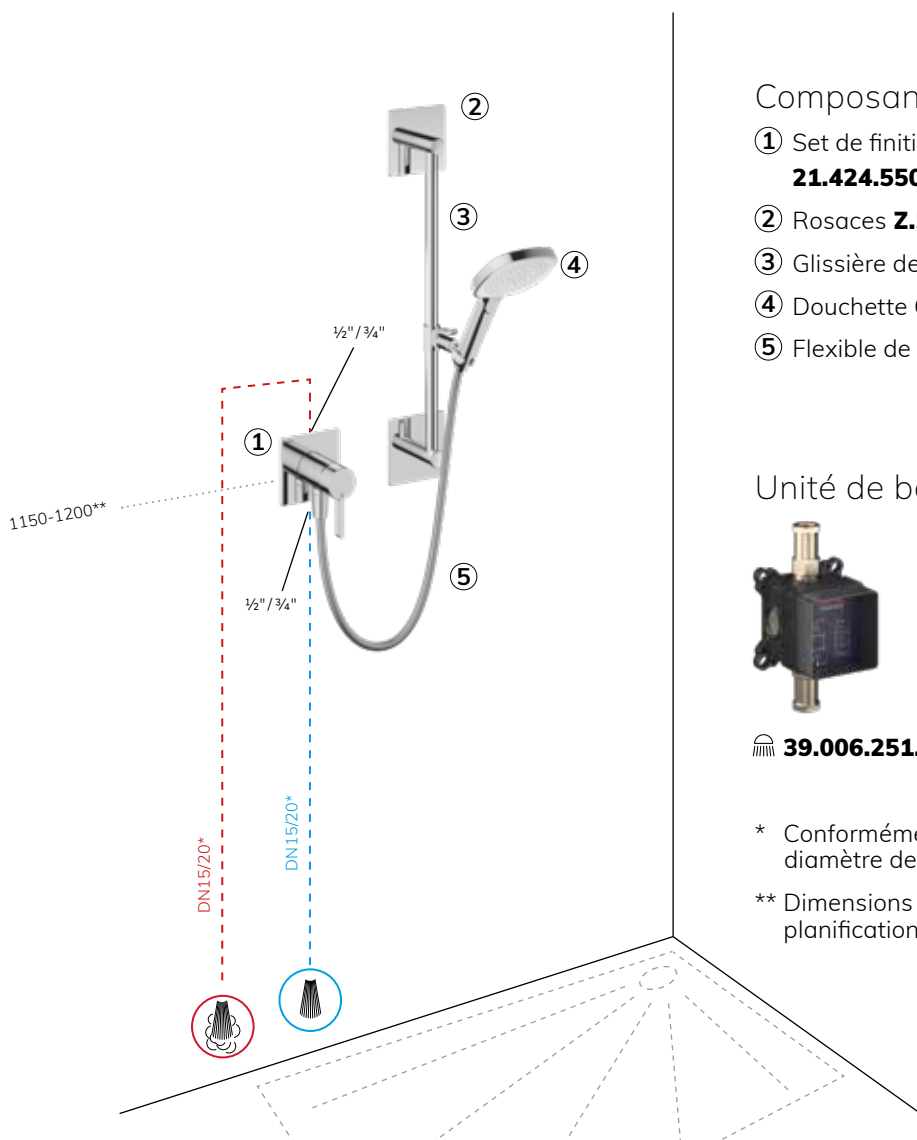 ②
③
④
½"/¾"
①
1150-1200**
½"/¾"
⑤
DN15/20*
DN15/20*
Composan
① Set de finiti
21.424.550
② Rosaces Z.
③ Glissière de
④ Douchette
⑤ Flexible de
Unité de b
39.006.251.
* Conforméme
diamètre de
** Dimensions
planification